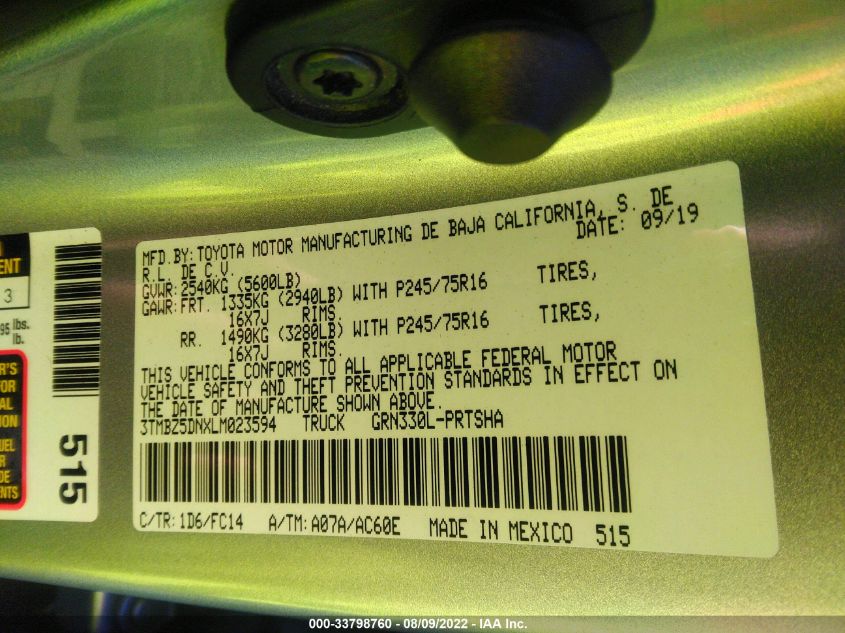 MFD.BY:TOYOTA MOTOR MANUFACTURING DE BAJA CALIFORNIA, S. DE
R.L. DE C.V. DATE: 09/19
GVWR: 2540KG (5600LB)
GAWR: FRT. 1335KG (2940LB) WITH P245/75R16 TIRES,
16X7J RIMS.
RR. 1490KG (3280LB) WITH P245/75R16 TIRES,
16X7J RIMS.
THIS VEHICLE CONFORMS TO ALL APPLICABLE FEDERAL MOTOR
VEHICLE SAFETY AND THEFT PREVENTION STANDARDS IN EFFECT ON
THE DATE OF MANUFACTURE SHOWN ABOVE.
3TMBZ5DNXLM023594 TRUCK GRN330L-PRTSHA
C/TR:1D6/FC14 A/TM:A07A/AC60E MADE IN MEXICO 515
3
lbs.
lb.
515
000-33798760 - 08/09/2022 - IAA Inc.